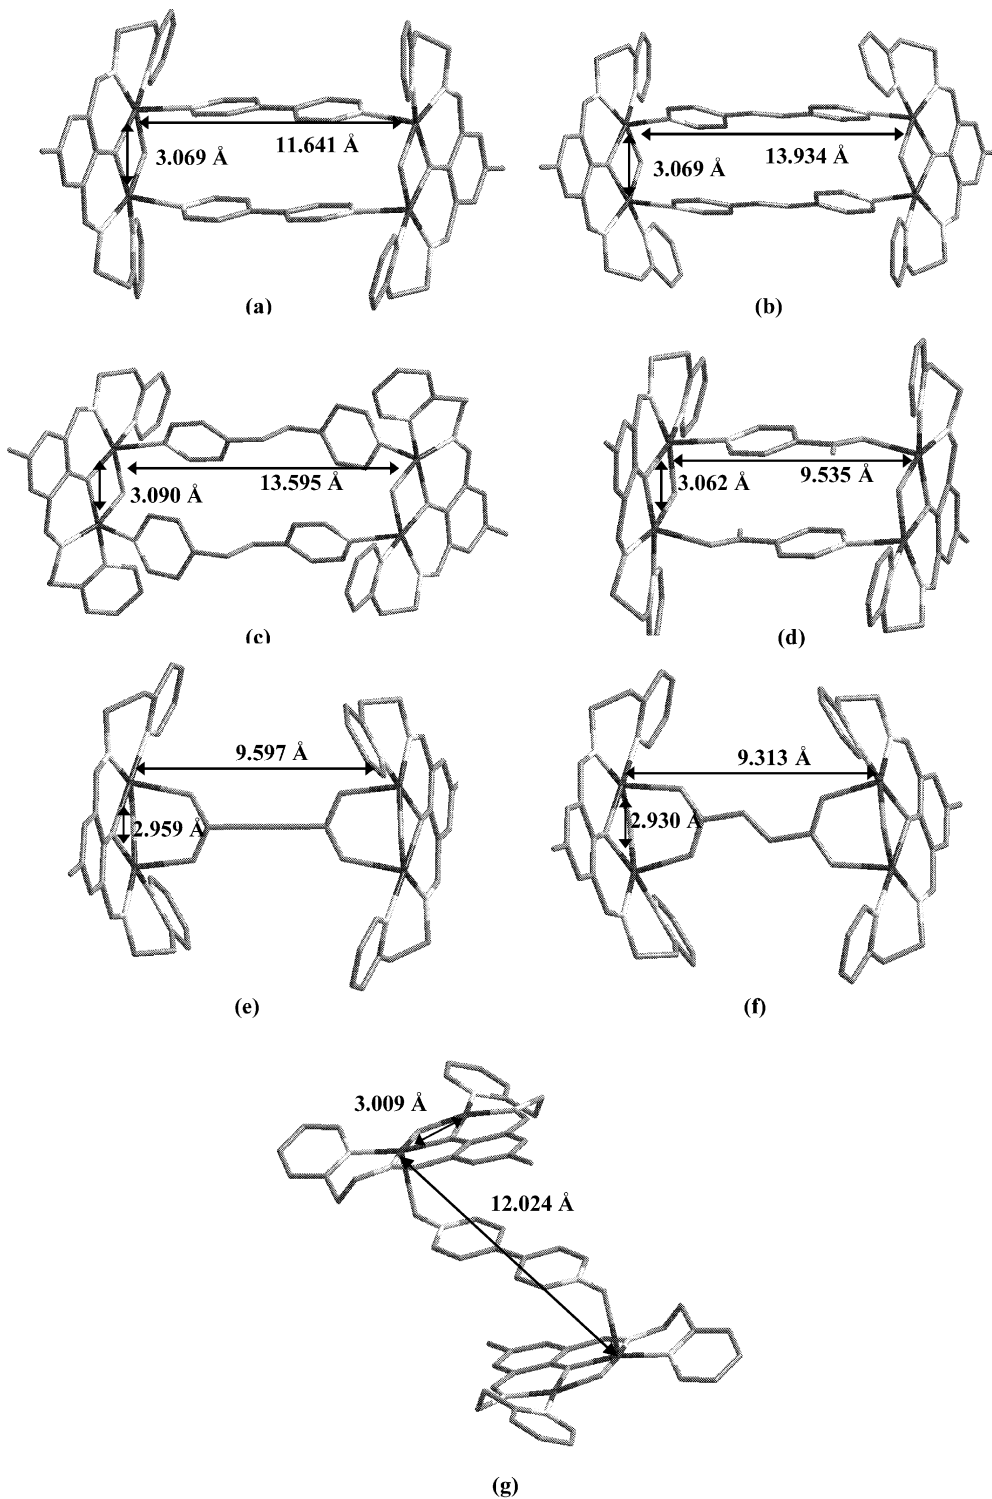 11.641 Å
3.069 Å
(a)
3.069 Å
13.934 Å
(b)
13.595 Å
3.090 Å
(c)
9.535 Å
3.062 Å
(d)
9.597 Å
2.959 Å
(e)
9.313 Å
2.930 Å
(f)
3.009 Å
12.024 Å
(g)